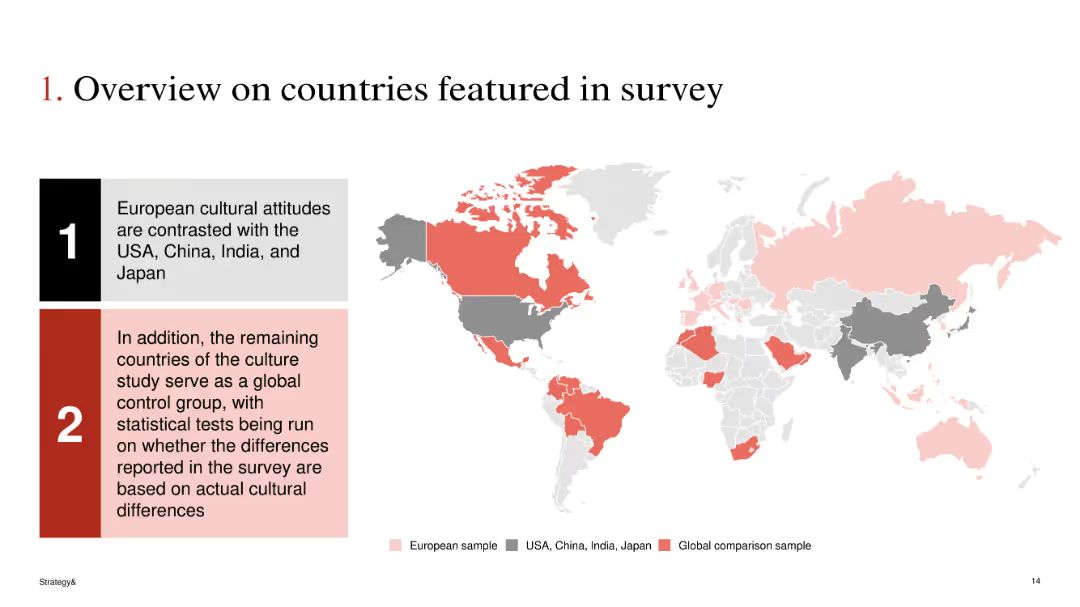 1. Overview on countries featured in survey
1
European cultural attitudes
are contrasted with the
USA, China, India, and
Japan
2
In addition, the remaining
countries of the culture
study serve as a global
control group, with
statistical tests being run
on whether the differences
reported in the survey are
based on actual cultural
differences
European sample
USA, China, India, Japan
Global comparison sample
Strategy&
14